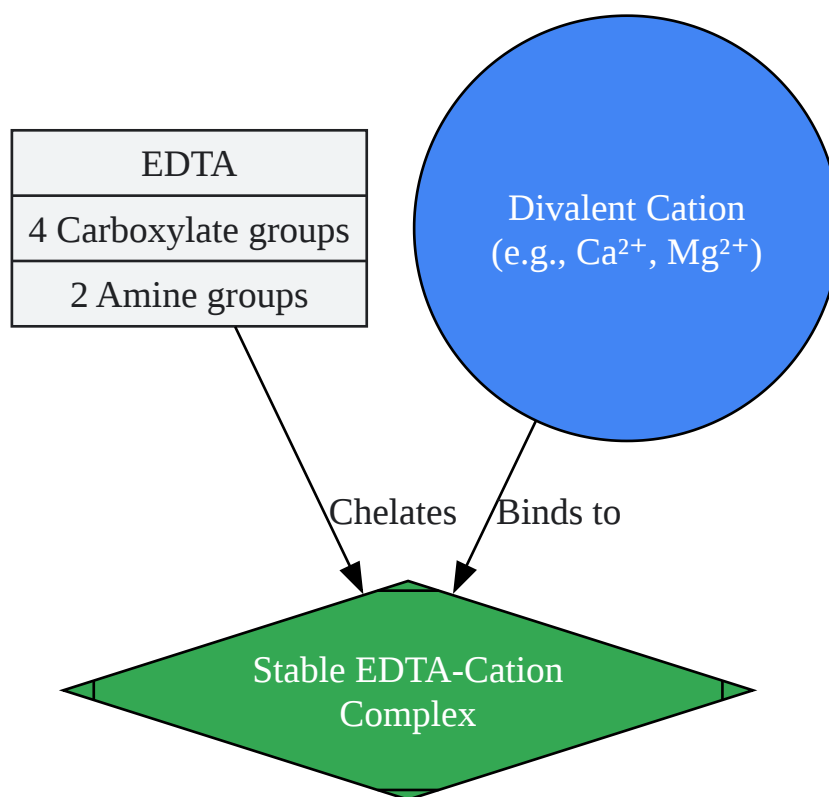 EDTA
4 Carboxylate groups
2 Amine groups
Divalent Cation
(e.g., Ca²⁺, Mg²⁺)
Chelates
Binds to
Stable EDTA-Cation
Complex